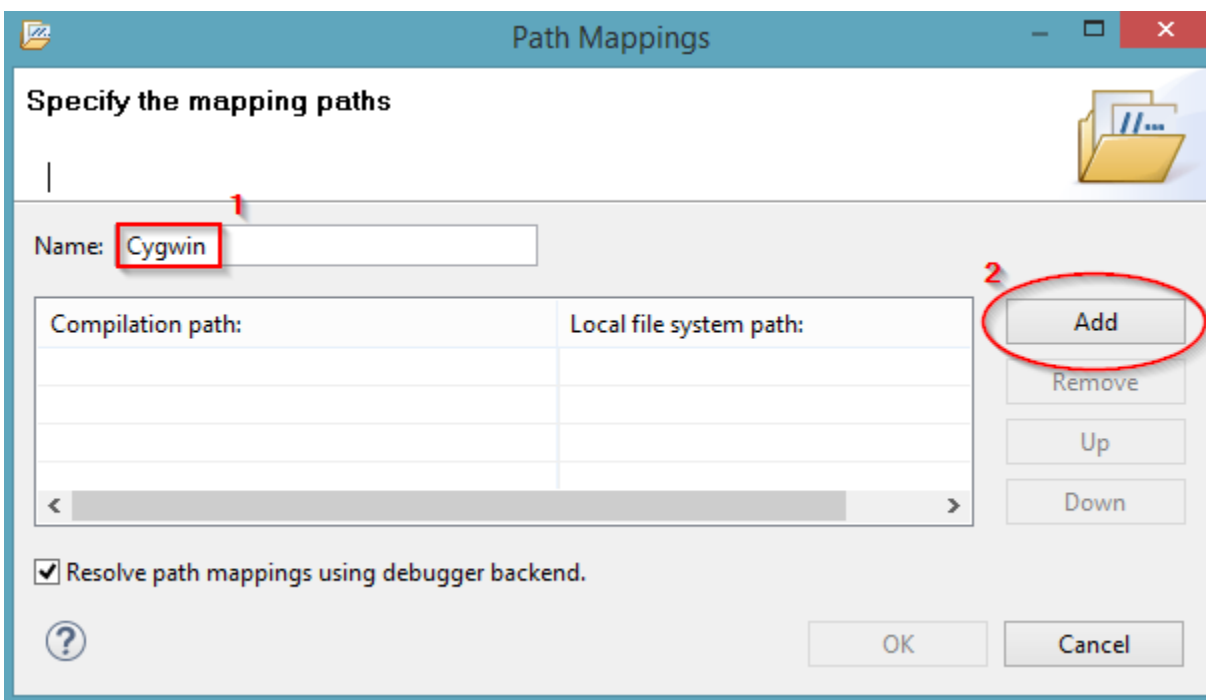 Path Mappings
Specify the mapping paths
//...
1
Name: Cygwin
2
Compilation path: Local file system path: Add
Remove
Up
Down
Resolve path mappings using debugger backend.
? OK Cancel